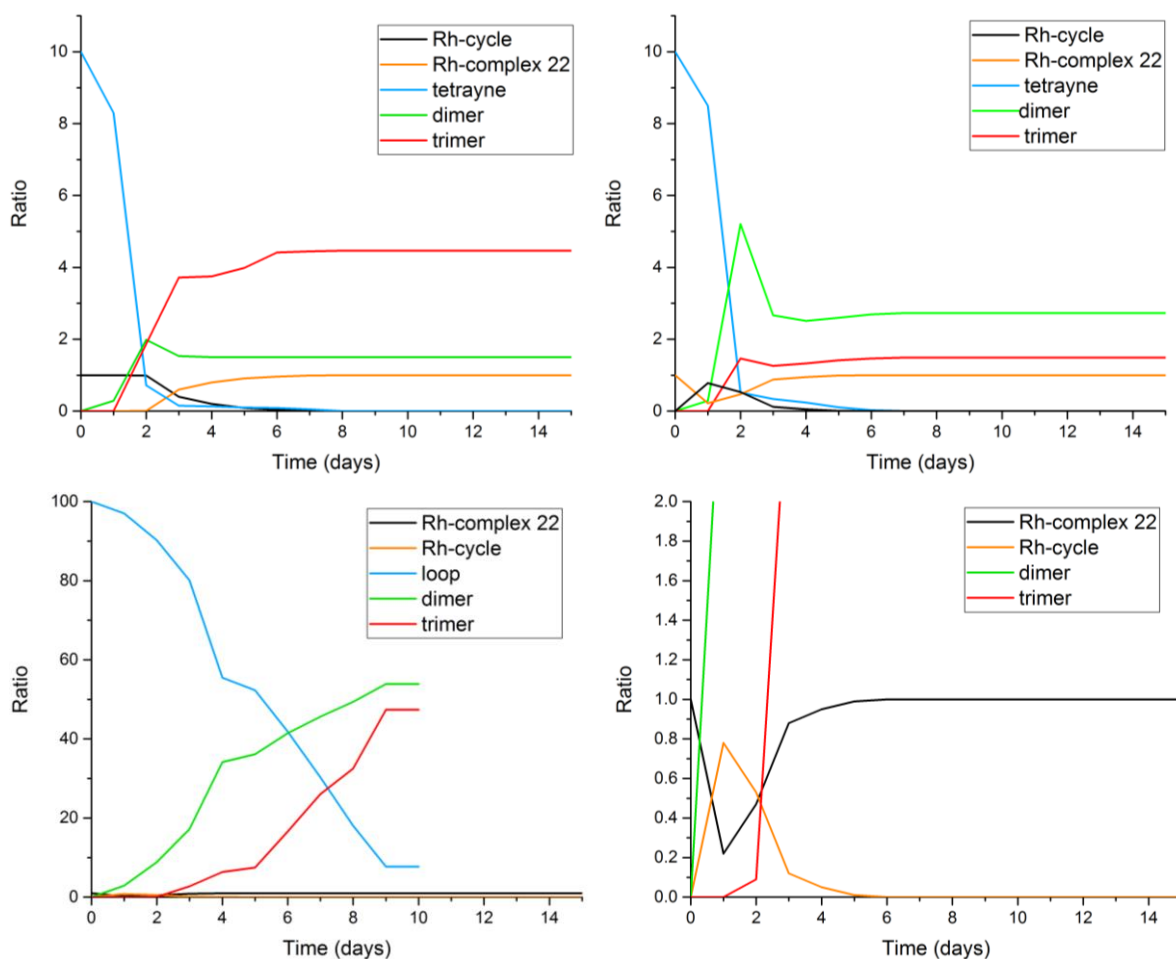 Ratio
10
8
6
4
2
0
0 2 4 6 8 10 12 14
Time (days)
Rh-cycle
Rh-complex 22
tetrayne
dimer
trimer
Ratio
10
8
6
4
2
0
0 2 4 6 8 10 12 14
Time (days)
Rh-cycle
Rh-complex 22
tetrayne
dimer
trimer
Ratio
100
80
60
40
20
0
0 2 4 6 8 10 12 14
Time (days)
Rh-complex 22
Rh-cycle
loop
dimer
trimer
Ratio
2.0
1.8
1.6
1.4
1.2
1.0
0.8
0.6
0.4
0.2
0.0
0 2 4 6 8 10 12 14
Time (days)
Rh-complex 22
Rh-cycle
dimer
trimer